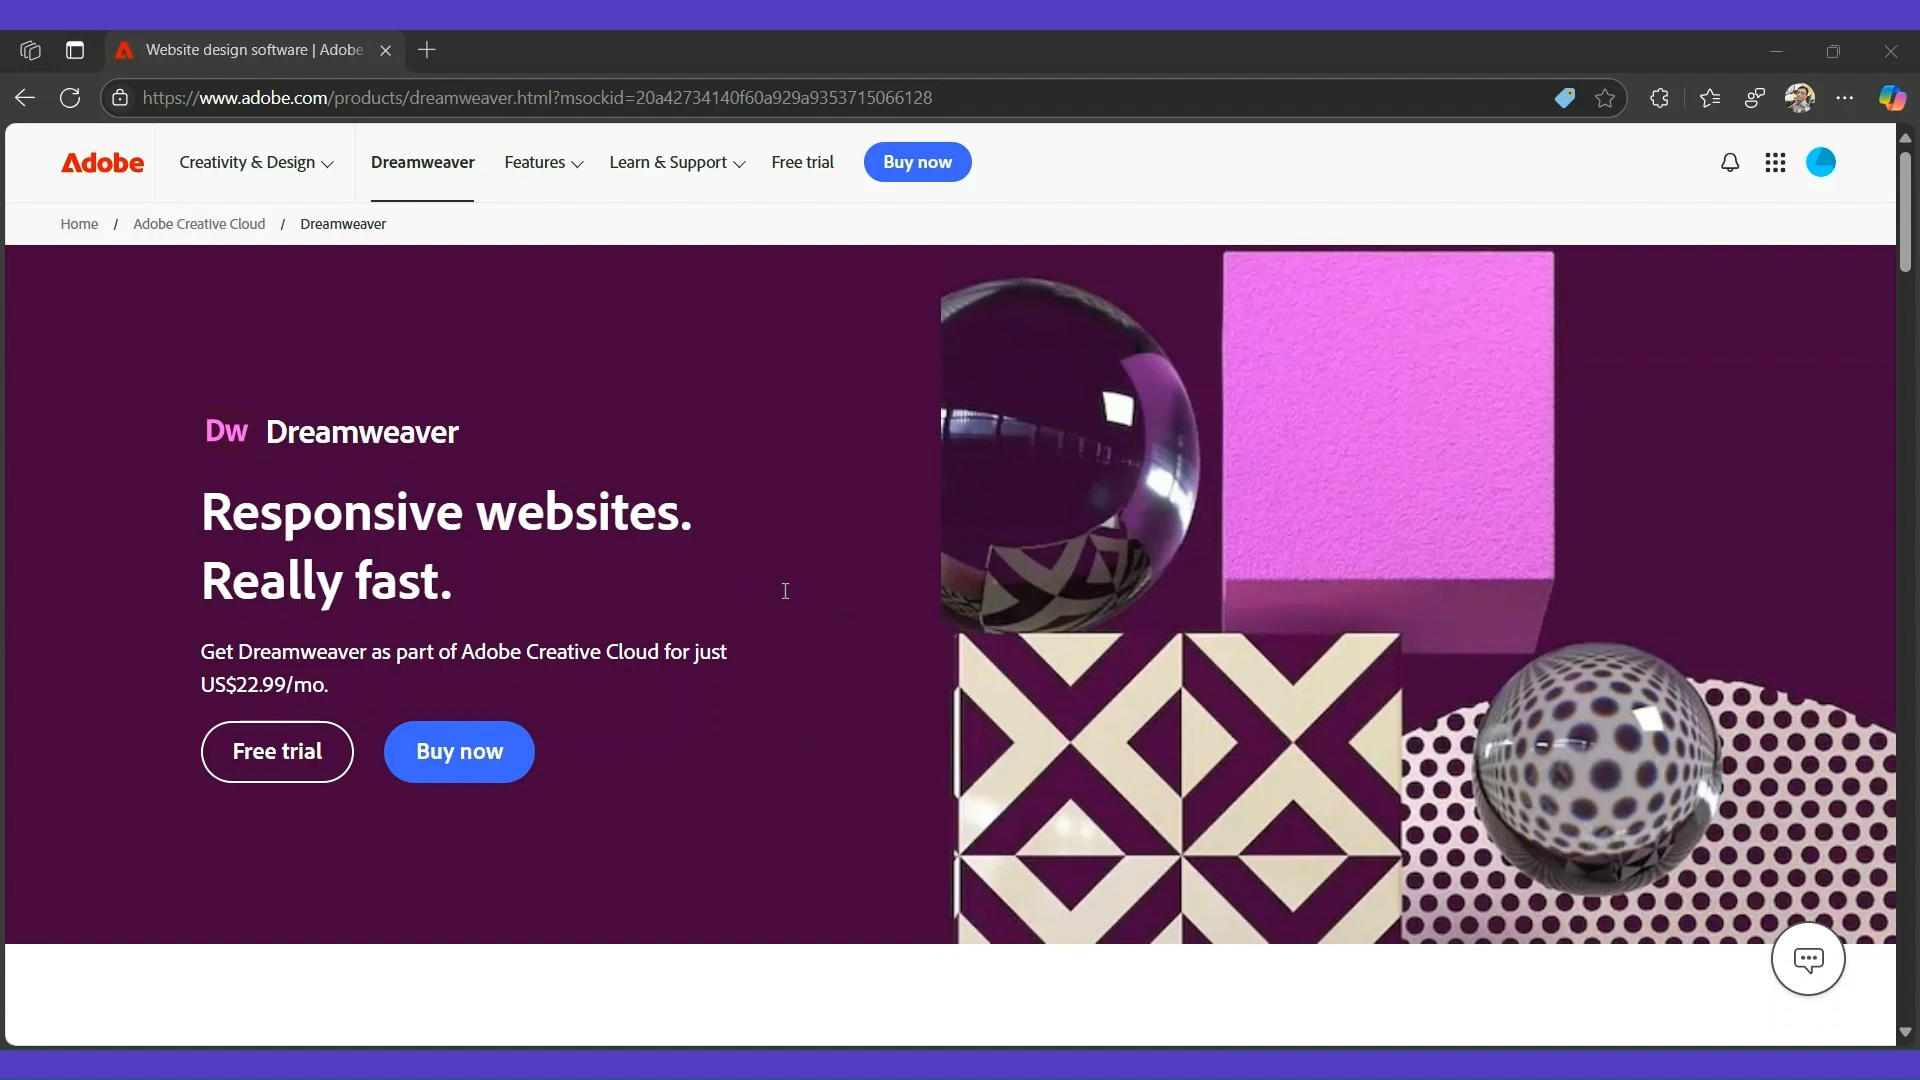 Website design software | Adobe
https://www.adobe.com/products/dreamweaver.html?msockid=20a42734140f60a929a9353715066128
Adobe Creativity & Design Dreamweaver Features Learn & Support Free trial Buy now
Home / Adobe Creative Cloud / Dreamweaver
Dw Dreamweaver
Responsive websites.
Really fast.
Get Dreamweaver as part of Adobe Creative Cloud for just
US$22.99/mo.
Free trial Buy now